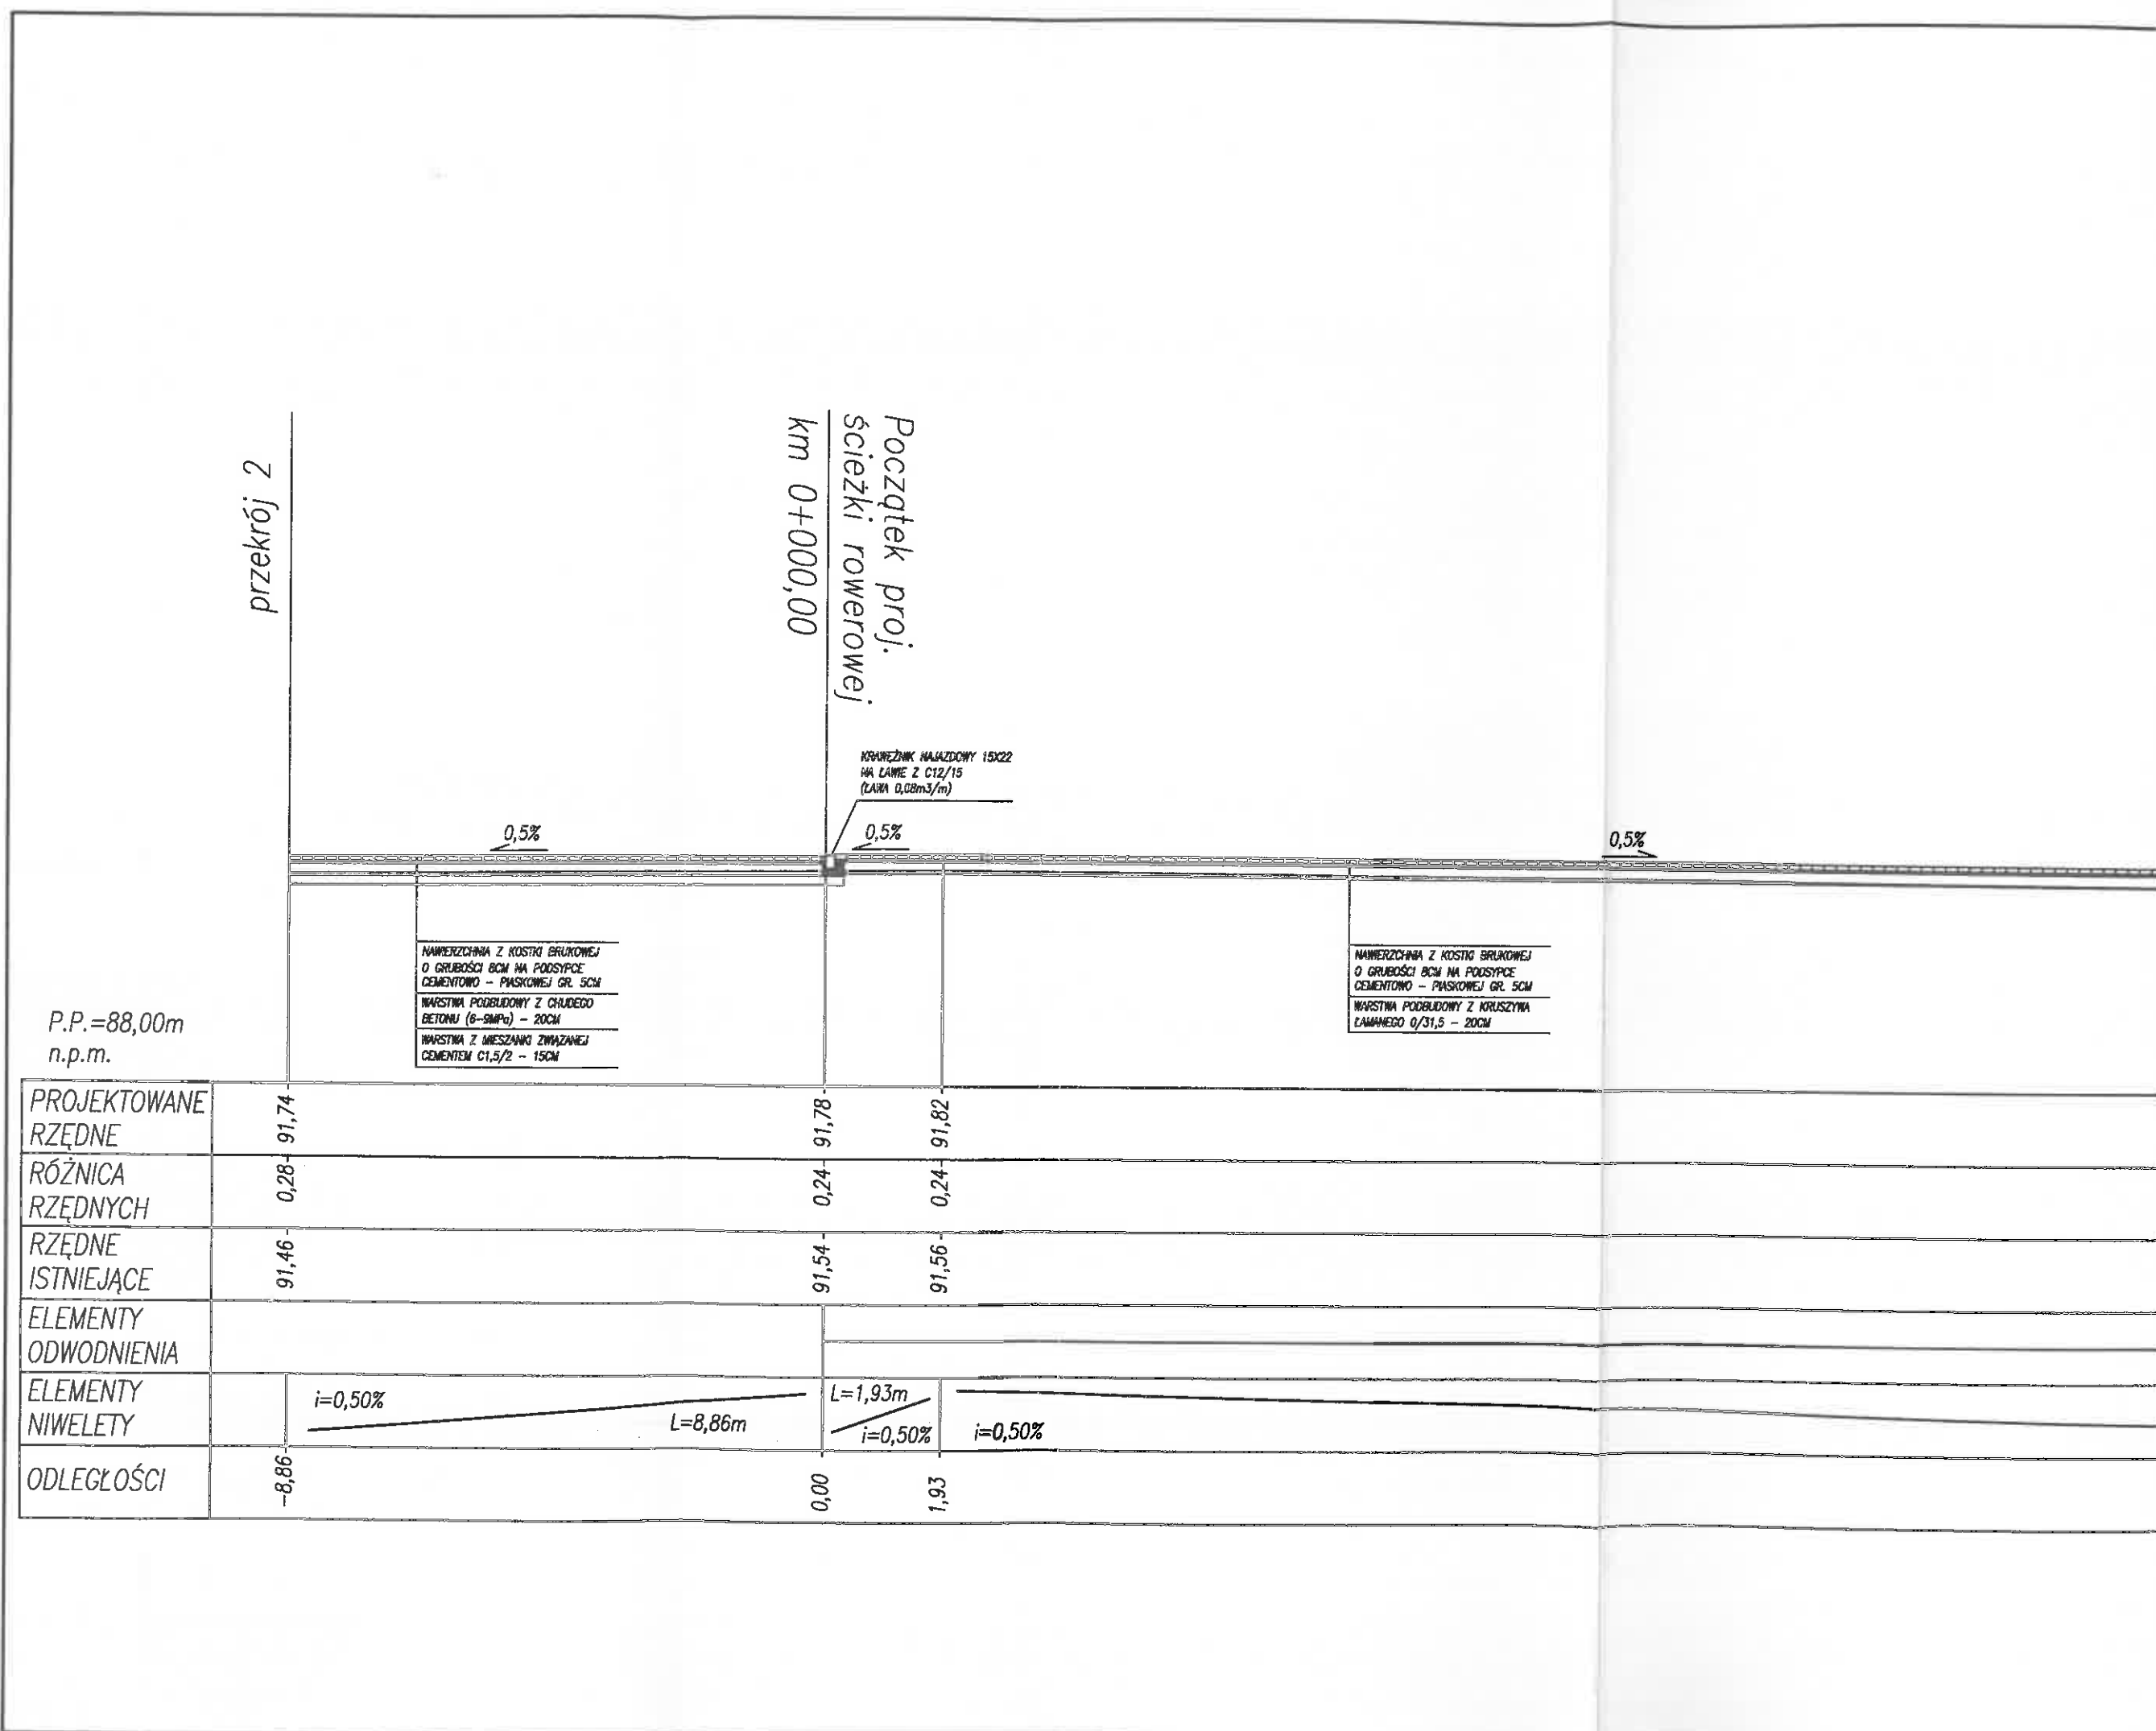 przekrój 2
km 0+000,00
Początek proj.
ścieżki rowerowej
KRAWĘŻNIK NAJAZDOWY 15X22
NA ŁAWIE Z C12/15
(ŁAWA 0,08m3/m)
0,5%
0,5%
0,5%
NAWIERZCHNIA Z KOSTKI BRUKOWEJ
O GRUBOŚCI 8CM NA PODSYPCE
CEMENTOWO - PIASKOWEJ GR. 5CM
WARSTWA PODBUDOWY Z CHUDEGO
BETONU (6-9MPa) - 20CM
WARSTWA Z MIESZANKI ZWIĄZANEJ
CEMENTEM C1,5/2 - 15CM
NAWIERZCHNIA Z KOSTKI BRUKOWEJ
O GRUBOŚCI 8CM NA PODSYPCE
CEMENTOWO - PIASKOWEJ GR. 5CM
WARSTWA PODBUDOWY Z KRUSZYWA
ŁAMANEGO 0/31,5 - 20CM
P.P.=88,00m
n.p.m.
PROJEKTOWANE
RZĘDNE
91,74
91,78
91,82
RÓŻNICA
RZĘDNYCH
0,28
0,24
0,24
RZĘDNE
ISTNIEJĄCE
91,46
91,54
91,56
ELEMENTY
ODWODNIENIA
ELEMENTY
NIWELETY
i=0,50%
L=8,86m
L=1,93m
i=0,50%
i=0,50%
ODLEGŁOŚCI
-8,86
0,00
1,93